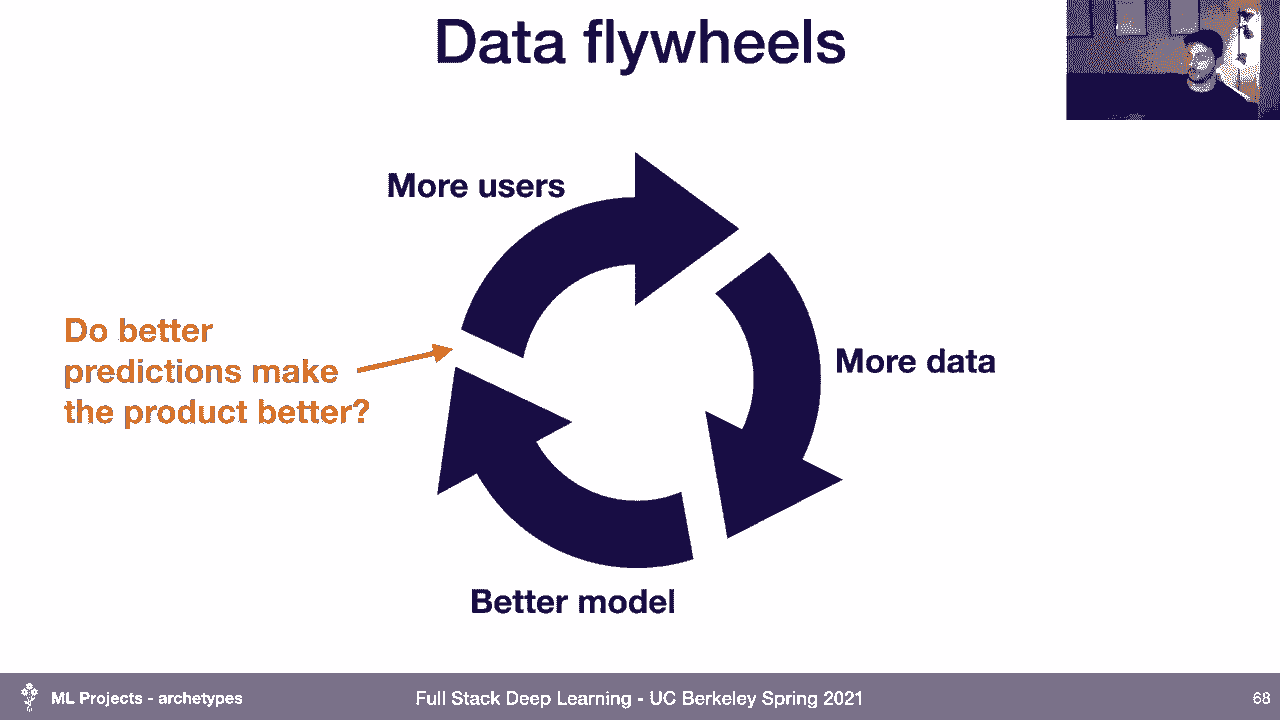 Data flywheels
More users
Do better
predictions make
the product better?
More data
Better model
ML Projects - archetypes
Full Stack Deep Learning - UC Berkeley Spring 2021
68